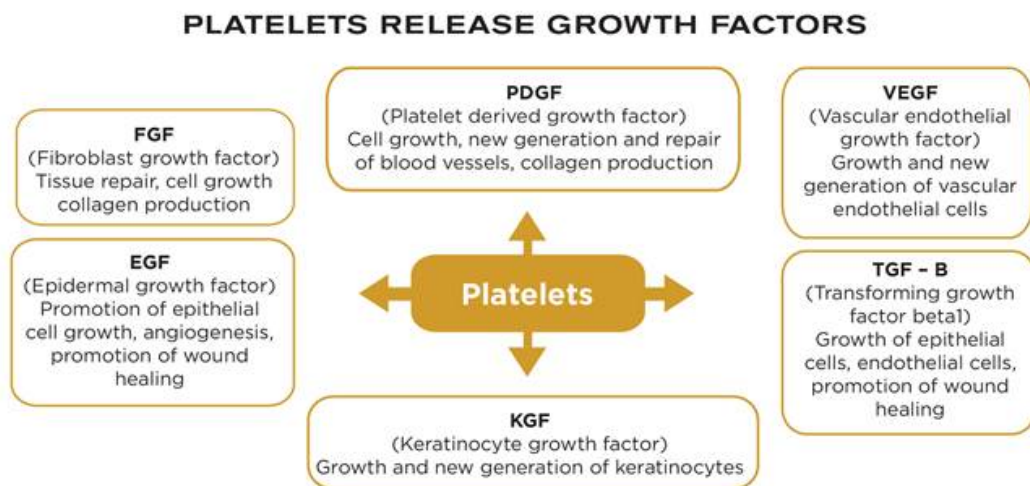 PLATELETS RELEASE GROWTH FACTORS
FGF
(Fibroblast growth factor)
Tissue repair, cell growth
collagen production
PDGF
(Platelet derived growth factor)
Cell growth, new generation and repair
of blood vessels, collagen production
VEGF
(Vascular endothelial
growth factor)
Growth and new
generation of vascular
endothelial cells
EGF
(Epidermal growth factor)
Promotion of epithelial
cell growth, angiogenesis,
promotion of wound
healing
Platelets
TGF – B
(Transforming growth
factor beta1)
Growth of epithelial
cells, endothelial cells,
promotion of wound
healing
KGF
(Keratinocyte growth factor)
Growth and new generation of keratinocytes